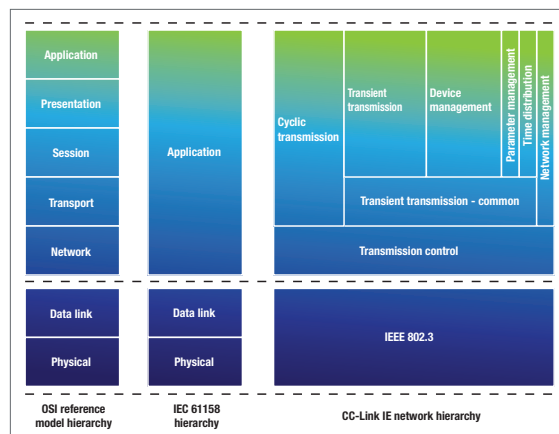 Application
Presentation
Session
Transport
Network
Data link
Physical
OSI reference
model hierarchy
Application
Data link
Physical
IEC 61158
hierarchy
Cyclic
transmission
Transient
transmission
Device
management
Parameter management
Time distribution
Network management
Transient transmission - common
Transmission control
IEEE 802.3
CC-Link IE network hierarchy